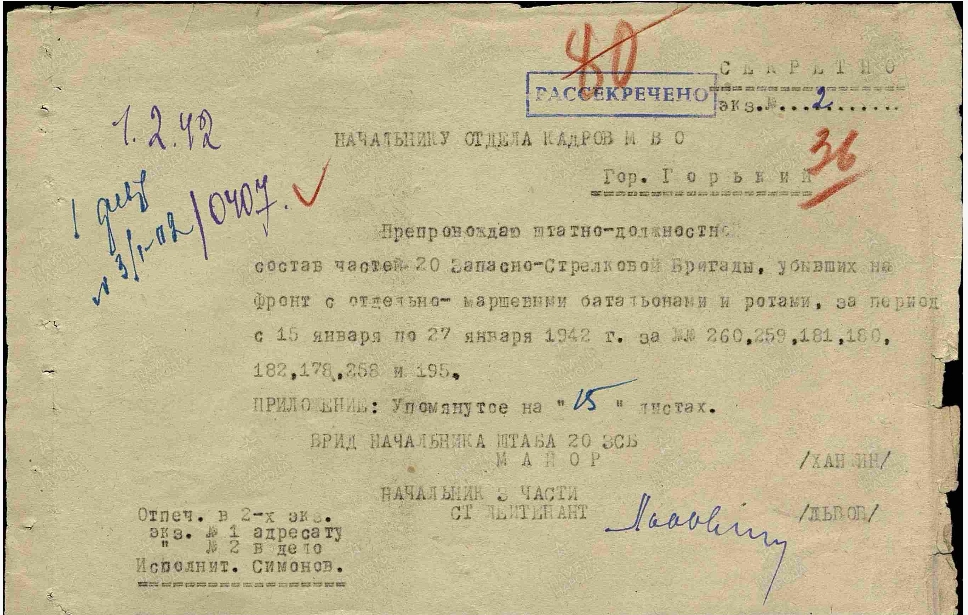 80
СЕКРЕТНО
РАССЕКРЕЧЕНО
экз.№...2...........
1.2.42
НАЧАЛЬНИКУ ОТДЕЛА КАДРОВ М В О
36
Гор. Горький
/0407.
Препровождаю штатно-должностн
состав частей 20 Запасно-Стрелковой Бригады, убывших на
фронт с отдельно- маршевыми батальонами и ротами, за период
с 15 января по 27 января 1942 г. за №№ 260,259,181,180,
182,178,258 и 195.
ПРИЛОЖЕНИЕ: Упомянутое на "15" листах.
ВРИД НАЧАЛЬНИКА ШТАБА 20 ЗСБ
МАЙОР /ХАН ИН/
НАЧАЛЬНИК 3 ЧАСТИ
СТ ЛЕЙТЕНАНТ /ЛЬВОВ/
Отпеч. в 2-х экз.
экз. № 1 адресату
" № 2 в дело
Исполнит. Симонов.